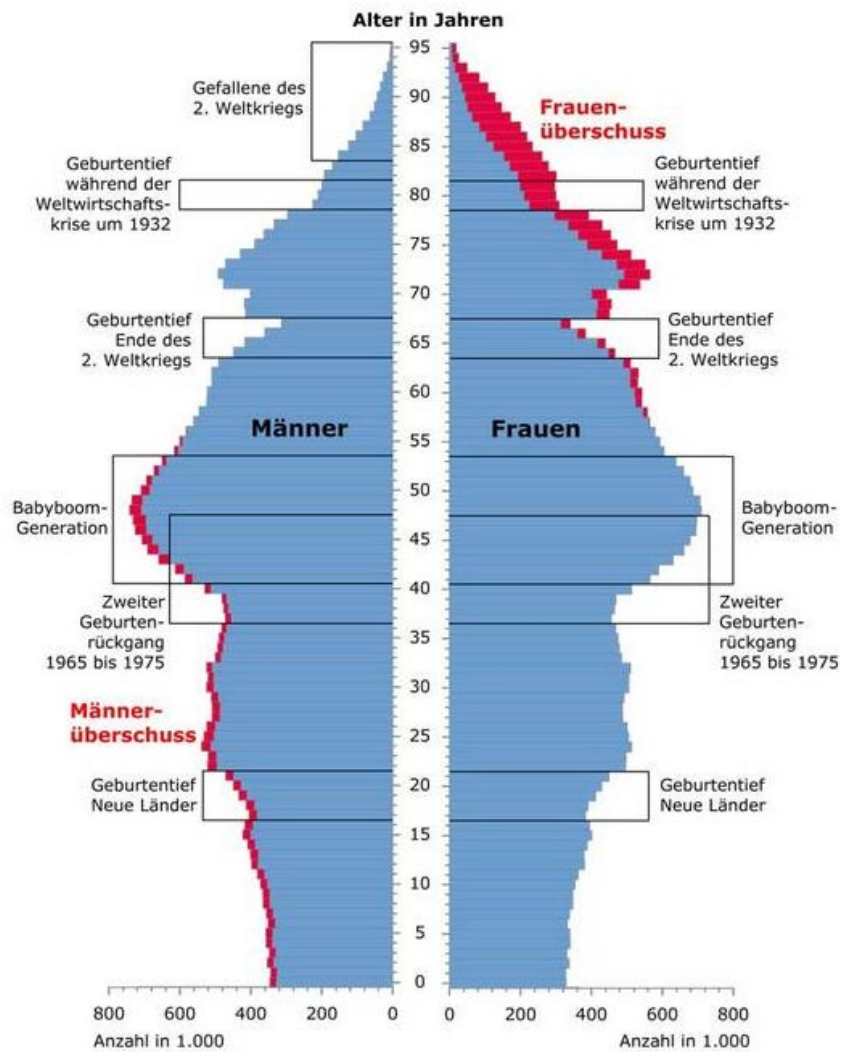 Alter in Jahren
95
90
85
80
75
70
65
60
55
50
45
40
35
30
25
20
15
10
5
0
Gefallene des
2. Weltkriegs
Geburtentief
während der
Weltwirtschafts-
krise um 1932
Geburtentief
Ende des
2. Weltkriegs
Männer
Babyboom-
Generation
Zweiter
Geburten-
rückgang
1965 bis 1975
Männer-
überschuss
Geburtentief
Neue Länder
800 600 400 200 0
Anzahl in 1.000
Frauen-
überschuss
Geburtentief
während der
Weltwirtschafts-
krise um 1932
Geburtentief
Ende des
2. Weltkriegs
Frauen
Babyboom-
Generation
Zweiter
Geburten-
rückgang
1965 bis 1975
Geburtentief
Neue Länder
0 200 400 600 800
Anzahl in 1.000